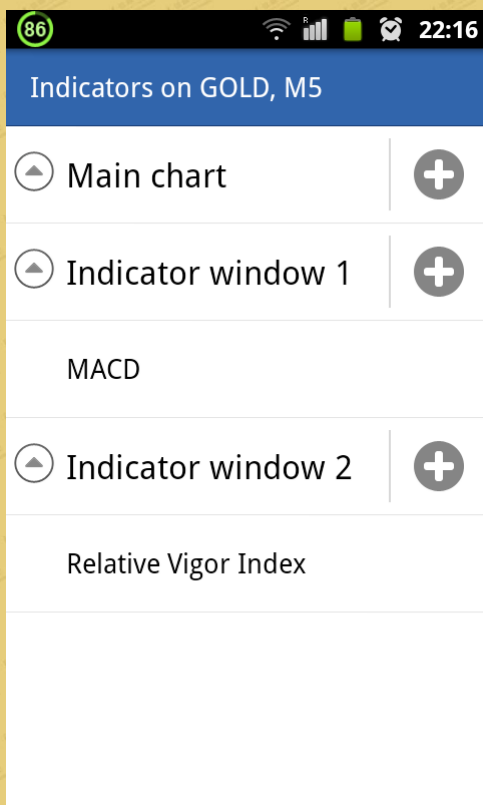 86 R 22:16
Indicators on GOLD, M5
Main chart
Indicator window 1
MACD
Indicator window 2
Relative Vigor Index